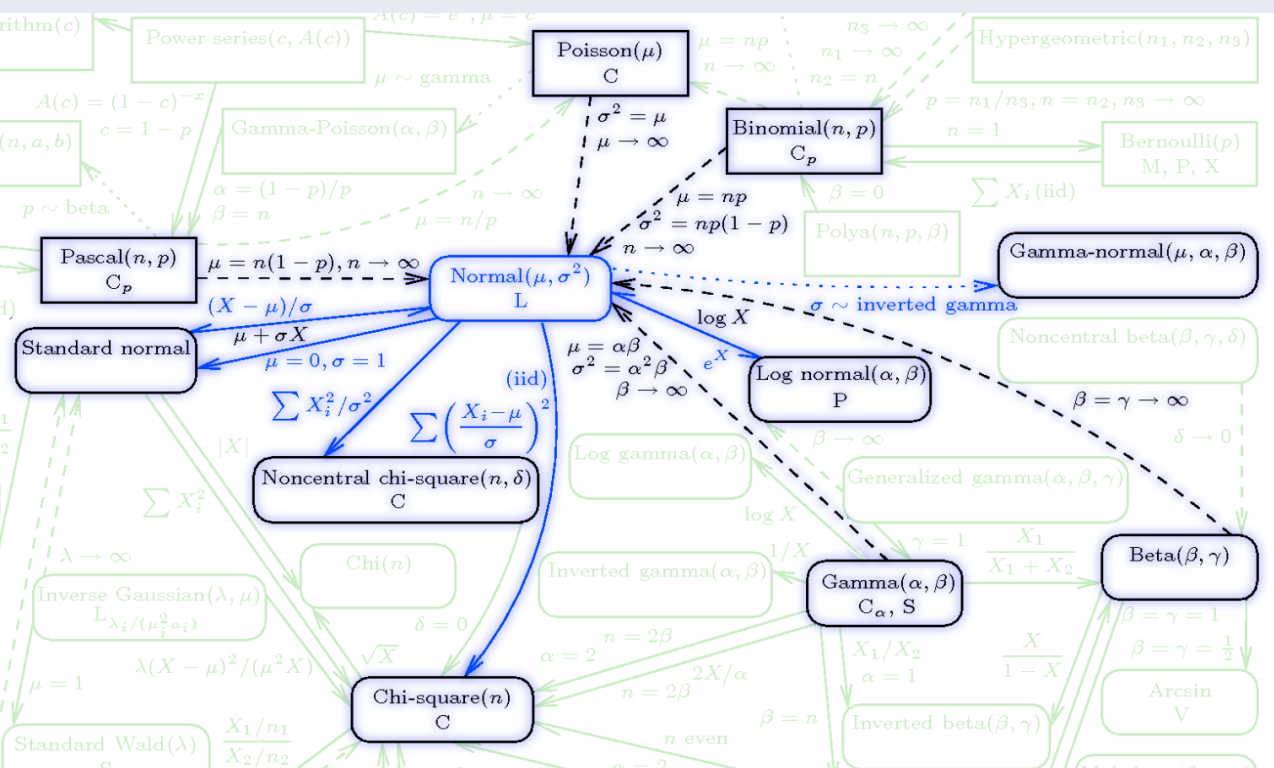 rithm(c)
Power series(c, A(c))
μ ∼ gamma
A(c) = (1 − c)^{−x}
c = 1 − p
Gamma-Poisson(α, β)
(n, a, b)
α = (1 − p)/p
β = n
p ∼ beta
n → ∞
μ = n/p
Poisson(μ)
C
σ² = μ
μ → ∞
μ = np
n → ∞
n₃ → ∞
n₁ → ∞
n₂ = n
Hypergeometric(n₁, n₂, n₃)
p = n₁/n₃, n = n₂, n₃ → ∞
Binomial(n, p)
C_p
n = 1
Bernoulli(p)
M, P, X
∑ X_i(iid)
β = 0
Polya(n, p, β)
μ = np
σ² = np(1 − p)
n → ∞
Pascal(n, p)
C_p
μ = n(1 − p), n → ∞
Normal(μ, σ²)
L
Gamma-normal(μ, α, β)
σ ∼ inverted gamma
(X − μ)/σ
μ + σX
μ = 0, σ = 1
Standard normal
log X
e^X
Log normal(α, β)
P
μ = αβ
σ² = α²β
β → ∞
Noncentral beta(β, γ, δ)
β = γ → ∞
δ → 0
∑ X_i²/σ²
(iid)
∑ ((X_i − μ)/σ)²
|X|
∑ X_i²
Noncentral chi-square(n, δ)
C
Log gamma(α, β)
β → ∞
Generalized gamma(α, β, γ)
log X
γ = 1
X₁
X₁ + X₂
Beta(β, γ)
λ → ∞
Chi(n)
Inverted gamma(α, β)
1/X
Gamma(α, β)
C_α, S
Inverse Gaussian(λ, μ)
L_{λ_i/(μ_i² a_i)}
δ = 0
n = 2β
α = 2
2X/α
n = 2β
X₁/X₂
α = 1
X
1 − X
β = γ = 1
β = γ = 1/2
√X
λ(X − μ)²/(μ²X)
μ = 1
Chi-square(n)
C
β = n
n even
Inverted beta(β, γ)
Arcsin
V
Standard Wald(λ)
X₁/n₁
X₂/n₂
α = 2